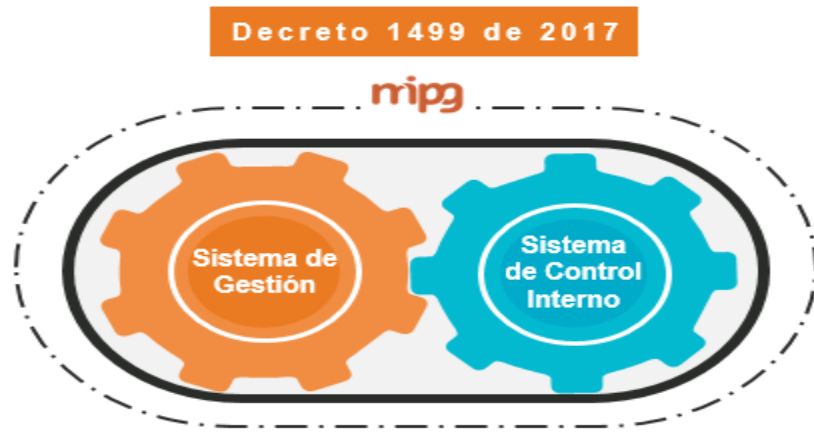 Decreto 1499 de 2017
mipg
Sistema de
Gestión
Sistema
de Control
Interno